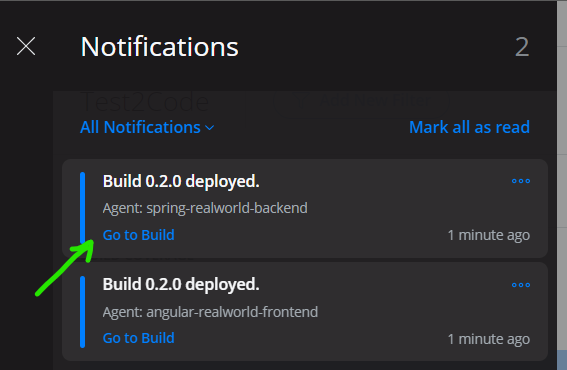 Notifications 2
Test2Code
All Notifications Mark all as read
Build 0.2.0 deployed.
Agent: spring-realworld-backend
Go to Build 1 minute ago
Build 0.2.0 deployed.
Agent: angular-realworld-frontend
Go to Build 1 minute ago